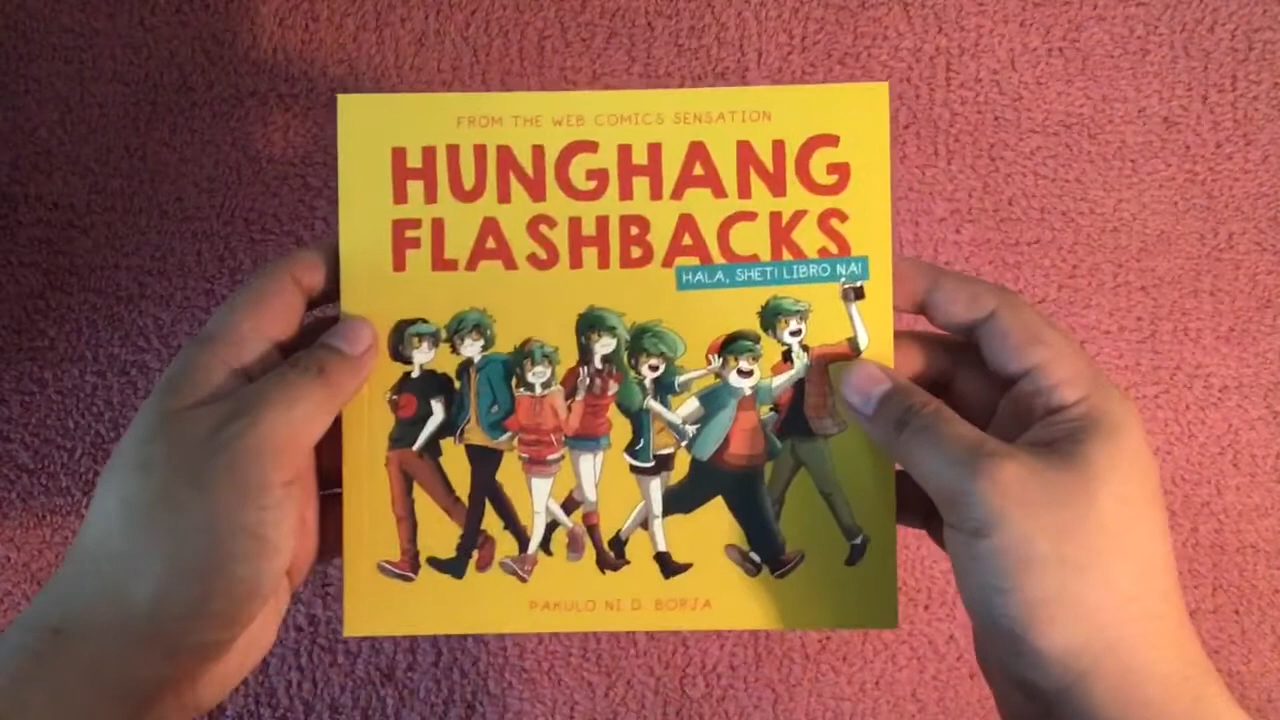 FROM THE WEB COMICS SENSATION
HUNGHANG
FLASHBACKS
HALA, SHET! LIBRO NA!
PAKULO NI D. BORJA